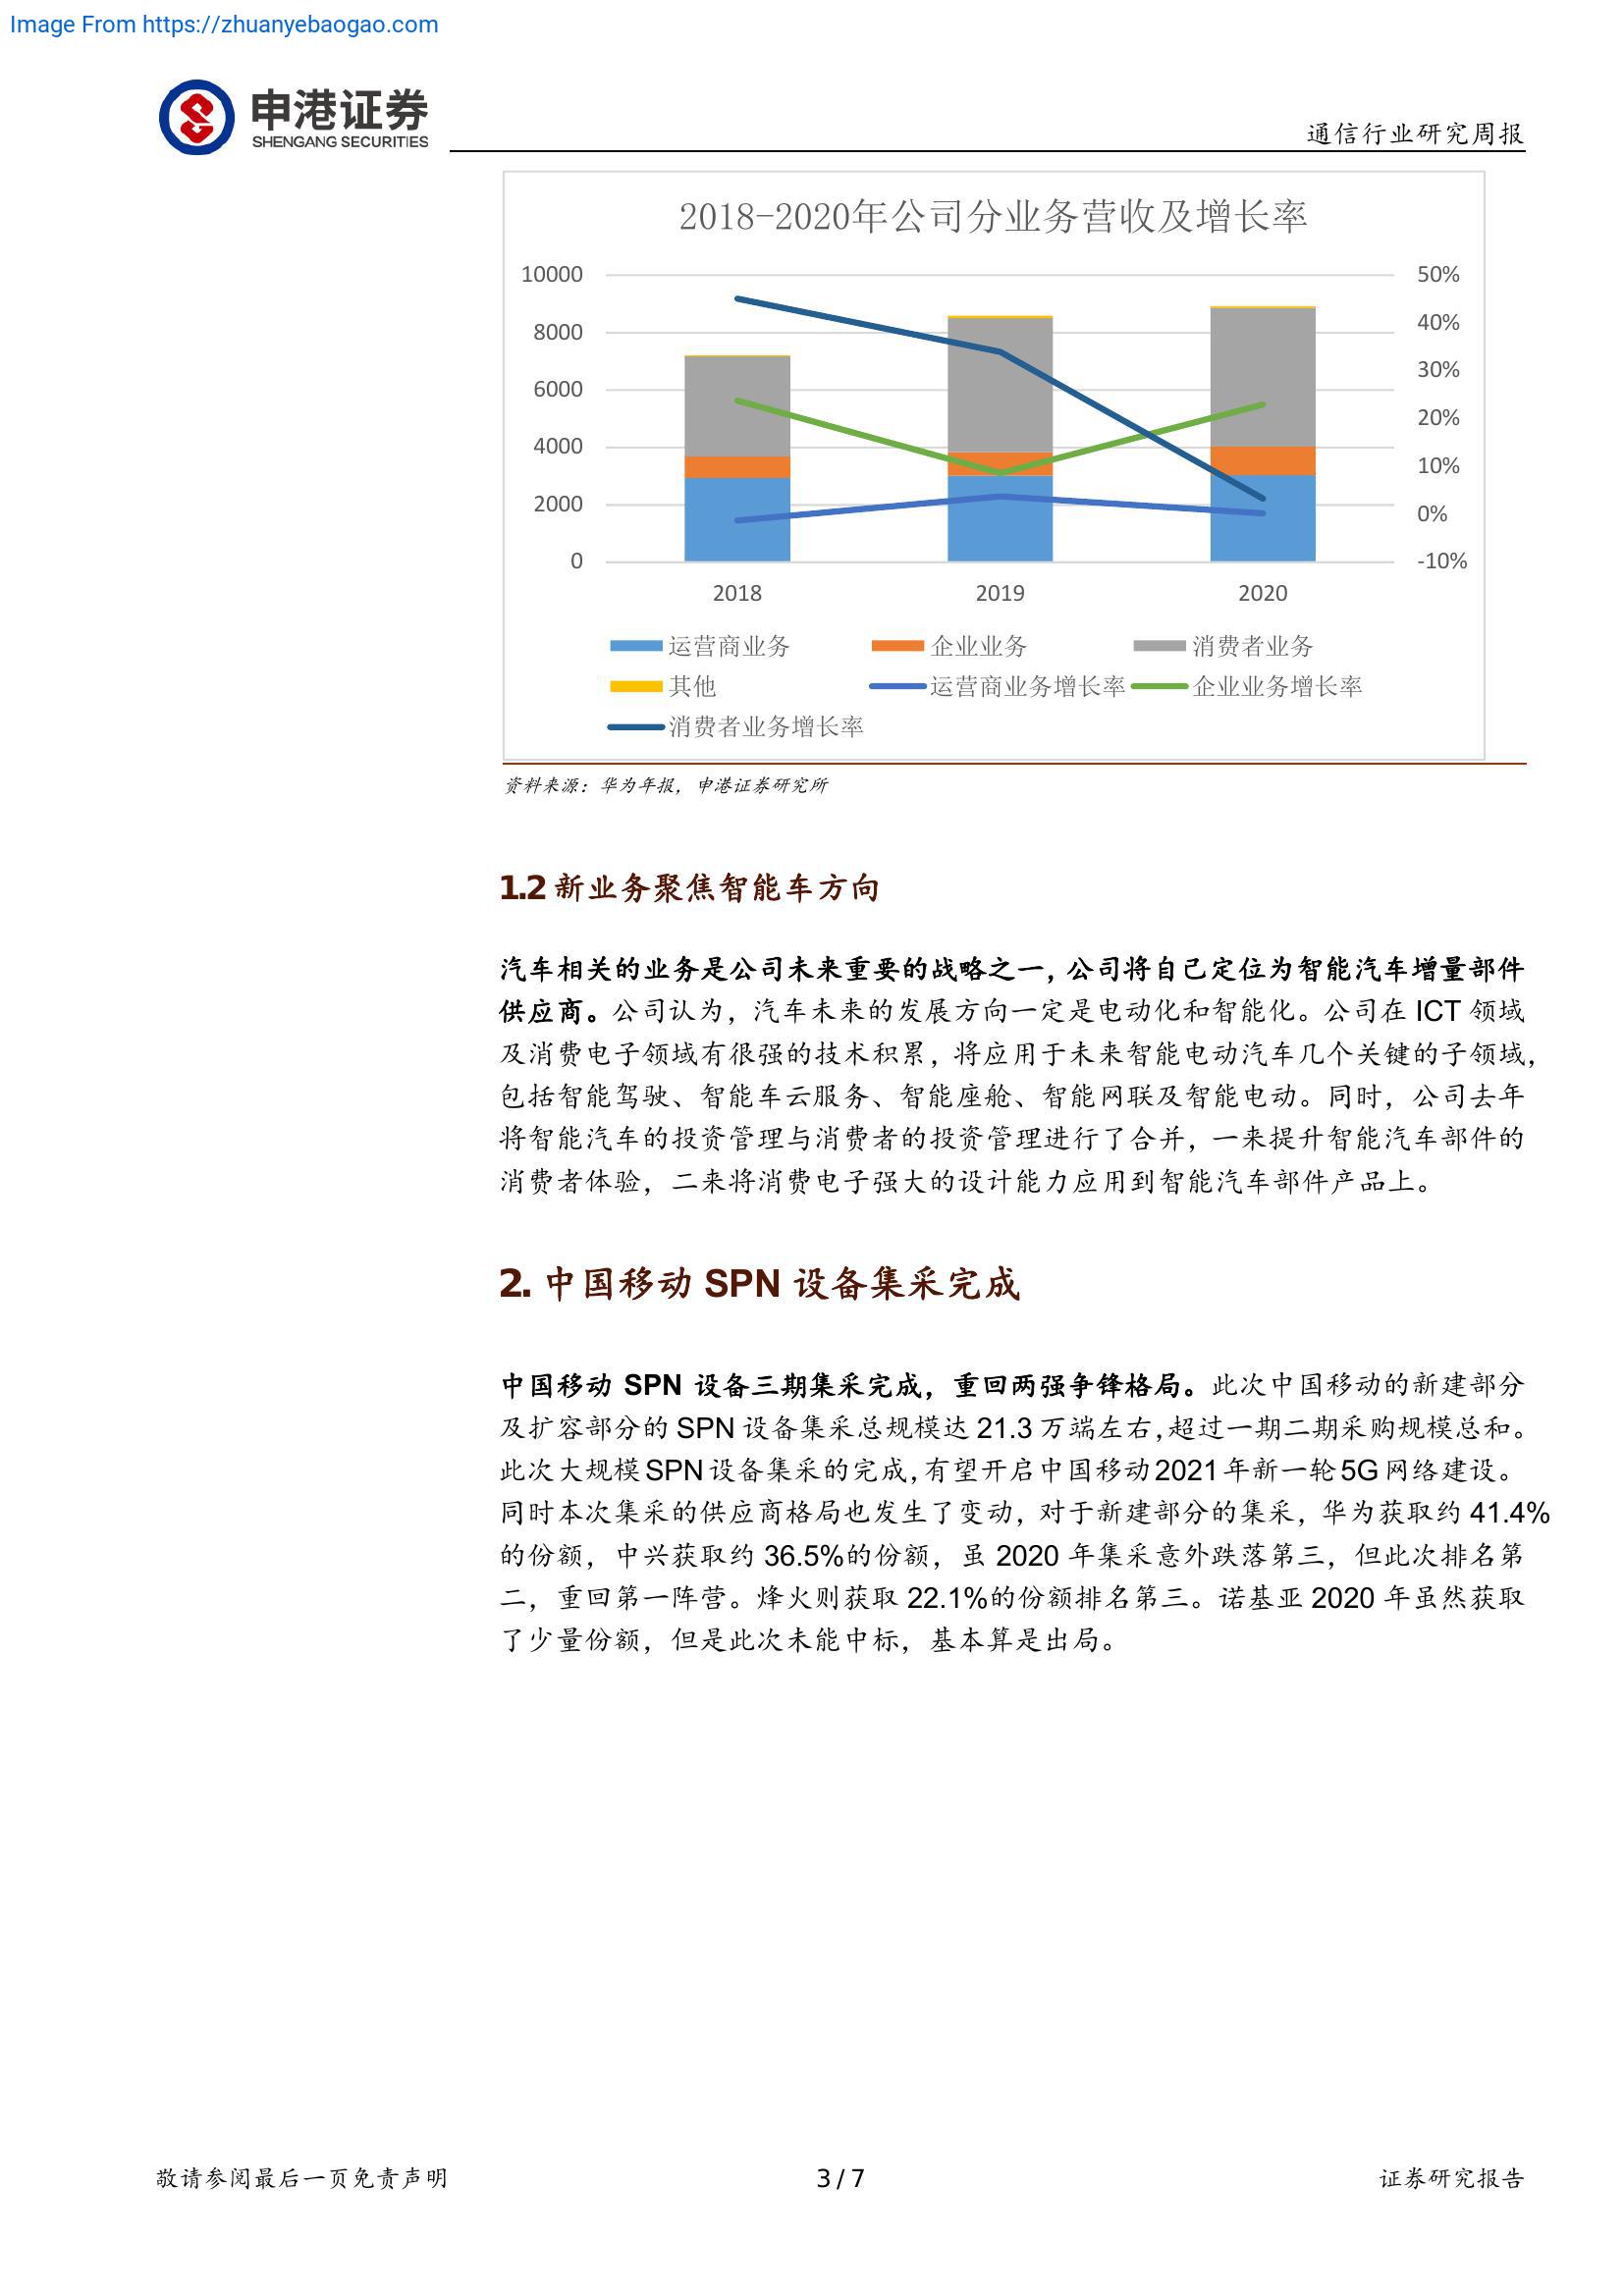 Image From https://zhuanyebaogao.com
申港证券
SHENGANG SECURITIES
通信行业研究周报
2018-2020年公司分业务营收及增长率
10000 50%
8000 40%
30%
6000
20%
4000
10%
2000
0%
0 -10%
2018 2019 2020
运营商业务 企业业务 消费者业务
其他 运营商业务增长率 企业业务增长率
消费者业务增长率
资料来源：华为年报，申港证券研究所
1.2 新业务聚焦智能车方向
汽车相关的业务是公司未来重要的战略之一，公司将自己定位为智能汽车增量部件
供应商。公司认为，汽车未来的发展方向一定是电动化和智能化。公司在 ICT 领域
及消费电子领域有很强的技术积累，将应用于未来智能电动汽车几个关键的子领域，
包括智能驾驶、智能车云服务、智能座舱、智能网联及智能电动。同时，公司去年
将智能汽车的投资管理与消费者的投资管理进行了合并，一来提升智能汽车部件的
消费者体验，二来将消费电子强大的设计能力应用到智能汽车部件产品上。
2. 中国移动 SPN 设备集采完成
中国移动 SPN 设备三期集采完成，重回两强争锋格局。此次中国移动的新建部分
及扩容部分的 SPN 设备集采总规模达 21.3 万端左右，超过一期二期采购规模总和。
此次大规模 SPN 设备集采的完成，有望开启中国移动 2021 年新一轮 5G 网络建设。
同时本次集采的供应商格局也发生了变动，对于新建部分的集采，华为获取约 41.4%
的份额，中兴获取约 36.5%的份额，虽 2020 年集采意外跌落第三，但此次排名第
二，重回第一阵营。烽火则获取 22.1%的份额排名第三。诺基亚 2020 年虽然获取
了少量份额，但是此次未能中标，基本算是出局。
敬请参阅最后一页免责声明 3 / 7 证券研究报告